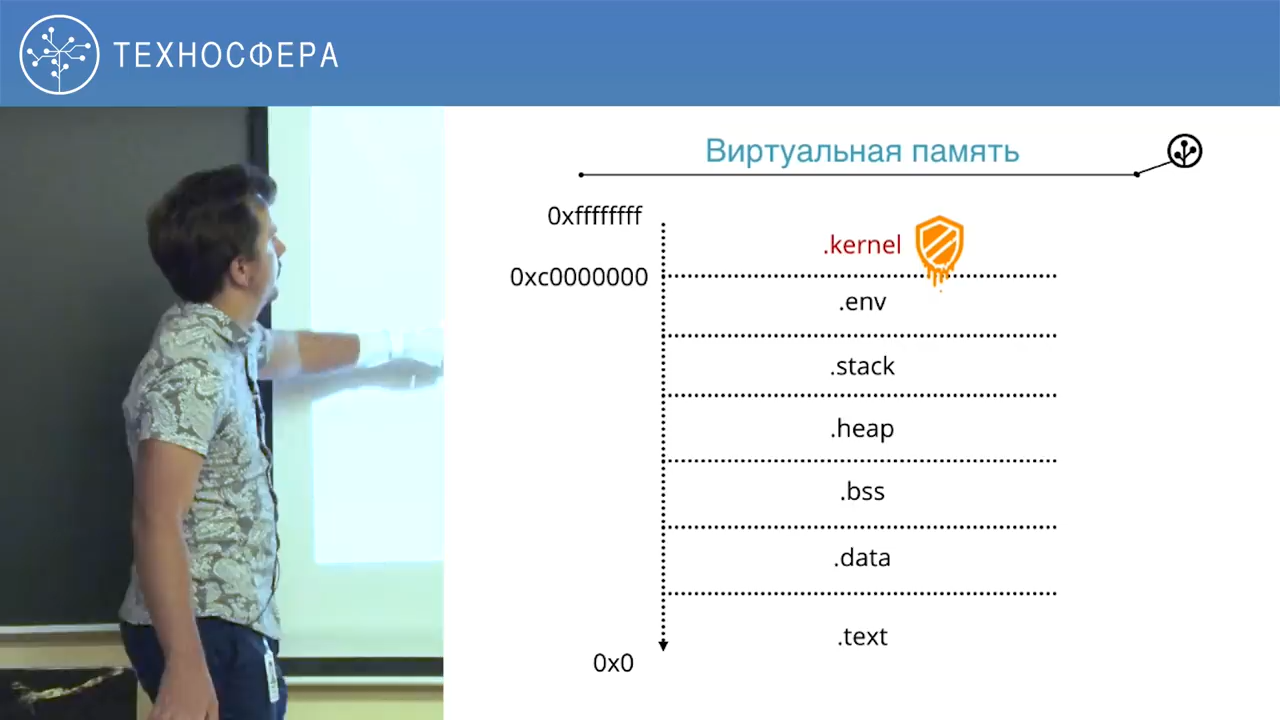 ТЕХНОСФЕРА
Виртуальная память
0xffffffff
.kernel
0xc0000000
.env
.stack
.heap
.bss
.data
.text
0x0